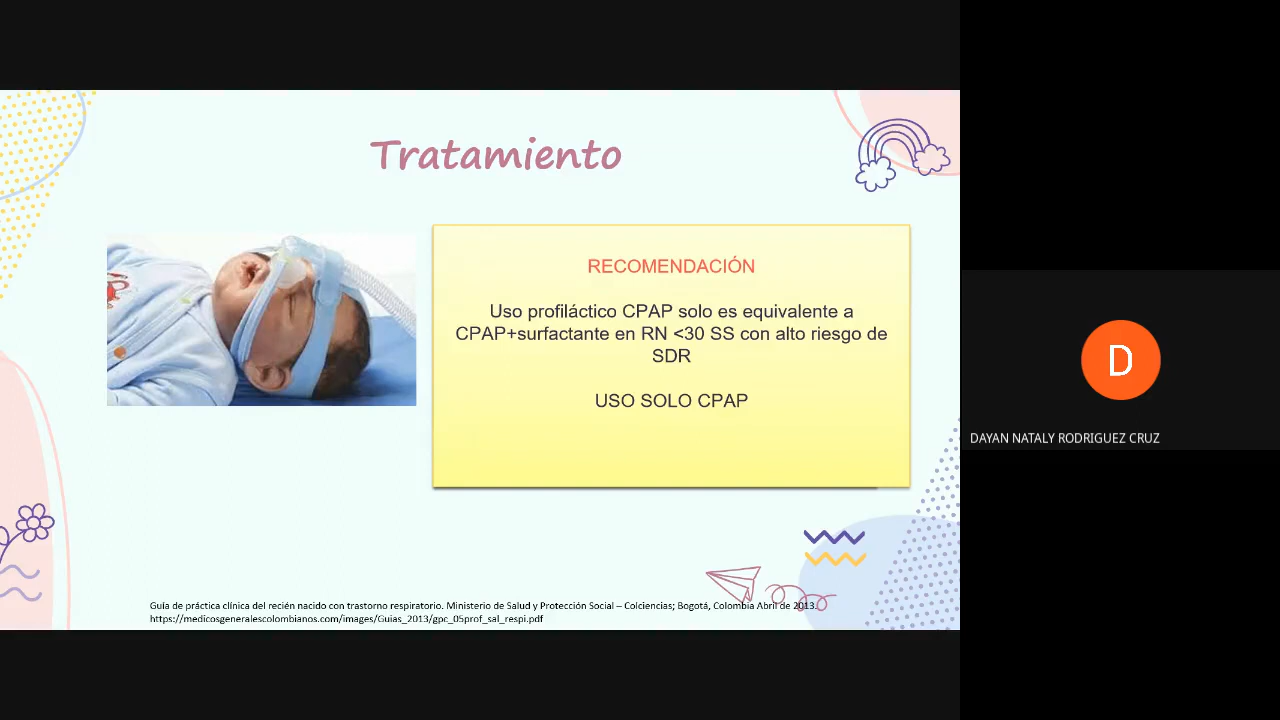 Tratamiento
RECOMENDACIÓN
Uso profiláctico CPAP solo es equivalente a
CPAP+surfactante en RN <30 SS con alto riesgo de
SDR
USO SOLO CPAP
Guía de práctica clínica del recién nacido con trastorno respiratorio. Ministerio de Salud y Protección Social – Colciencias; Bogotá, Colombia Abril de 2013.
https://medicosgeneralescolombianos.com/images/Guias_2013/gpc_05prof_sal_respi.pdf
D
DAYAN NATALY RODRIGUEZ CRUZ